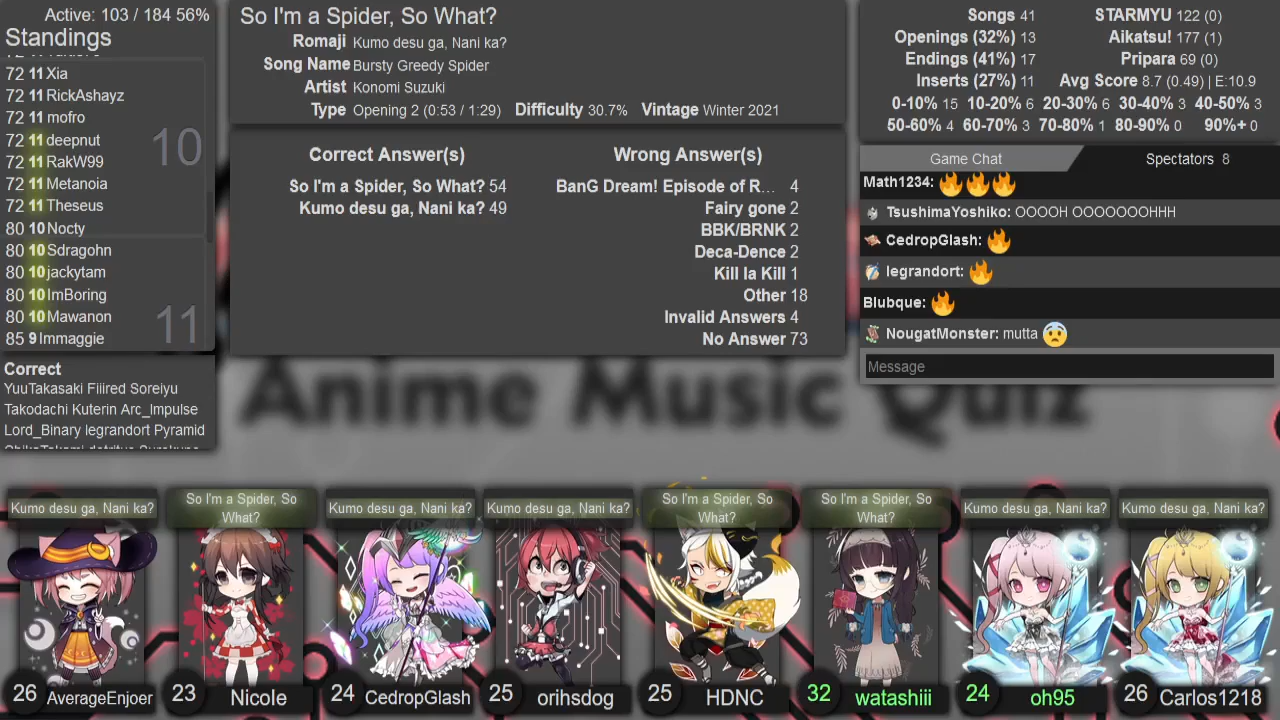 Active: 103 / 184 56%
Standings
72 11 Xia
72 11 RickAshayz
72 11 mofro
72 11 deepnut
72 11 RakW99
10
72 11 Metanoia
72 11 Theseus
80 10 Nocty
80 10 Sdragohn
80 10 jackytam
80 10 ImBoring
80 10 Mawanon
11
85 9 Immaggie
Correct
YuuTakasaki Fiiired Soreiyu
Takodachi Kuterin Arc_Impulse
Lord_Binary legrandort Pyramid
So I'm a Spider, So What?
Romaji Kumo desu ga, Nani ka?
Song Name Bursty Greedy Spider
Artist Konomi Suzuki
Type Opening 2 (0:53 / 1:29) Difficulty 30.7% Vintage Winter 2021
Correct Answer(s)
So I'm a Spider, So What? 54
Kumo desu ga, Nani ka? 49
Wrong Answer(s)
BanG Dream! Episode of R... 4
Fairy gone 2
BBK/BRNK 2
Deca-Dence 2
Kill la Kill 1
Other 18
Invalid Answers 4
No Answer 73
Songs 41 STARMYU 122 (0)
Openings (32%) 13 Aikatsu! 177 (1)
Endings (41%) 17 Pripara 69 (0)
Inserts (27%) 11 Avg Score 8.7 (0.49) | E:10.9
0-10% 15 10-20% 6 20-30% 6 30-40% 3 40-50% 3
50-60% 4 60-70% 3 70-80% 1 80-90% 0 90%+ 0
Game Chat Spectators 8
Math1234: 🔥🔥🔥
TsushimaYoshiko: OOOOH OOOOOOOHHH
CedropGlash: 🔥
legrandort: 🔥
Blubque: 🔥
NougatMonster: mutta 😨
Message
Anime Music Quiz
Kumo desu ga, Nani ka?
So I'm a Spider, So
What?
Kumo desu ga, Nani ka?
Kumo desu ga, Nani ka?
So I'm a Spider, So
What?
So I'm a Spider, So
What?
Kumo desu ga, Nani ka?
Kumo desu ga, Nani ka?
26 AverageEnjoer
23 Nicole
24 CedropGlash
25 orihsdog
25 HDNC
32 watashiii
24 oh95
26 Carlos1218